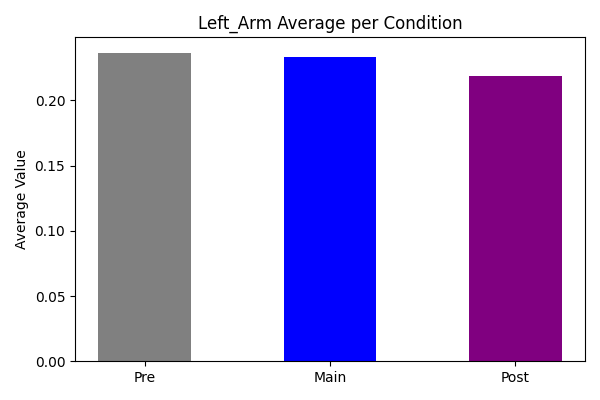 Left_Arm Average per Condition
Average Value
0.20
0.15
0.10
0.05
0.00
Pre
Main
Post